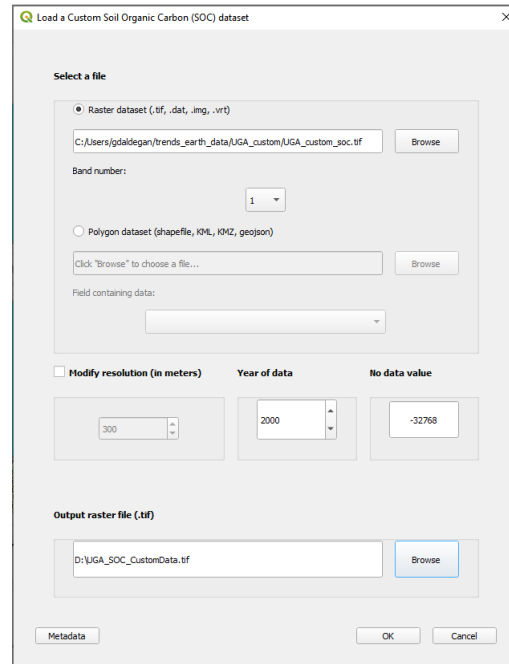 Load a Custom Soil Organic Carbon (SOC) dataset
Select a file
Raster dataset (.tif, .dat, .img, .vrt)
C:/Users/gdaldegan/trends_earth_data/UGA_custom/UGA_custom_soc.tif Browse
Band number:
1
Polygon dataset (shapefile, KML, KMZ, geojson)
Click "Browse" to choose a file... Browse
Field containing data:
Modify resolution (in meters) Year of data No data value
300 2000 -32768
Output raster file (.tif)
D:\UGA_SOC_CustomData.tif Browse
Metadata OK Cancel